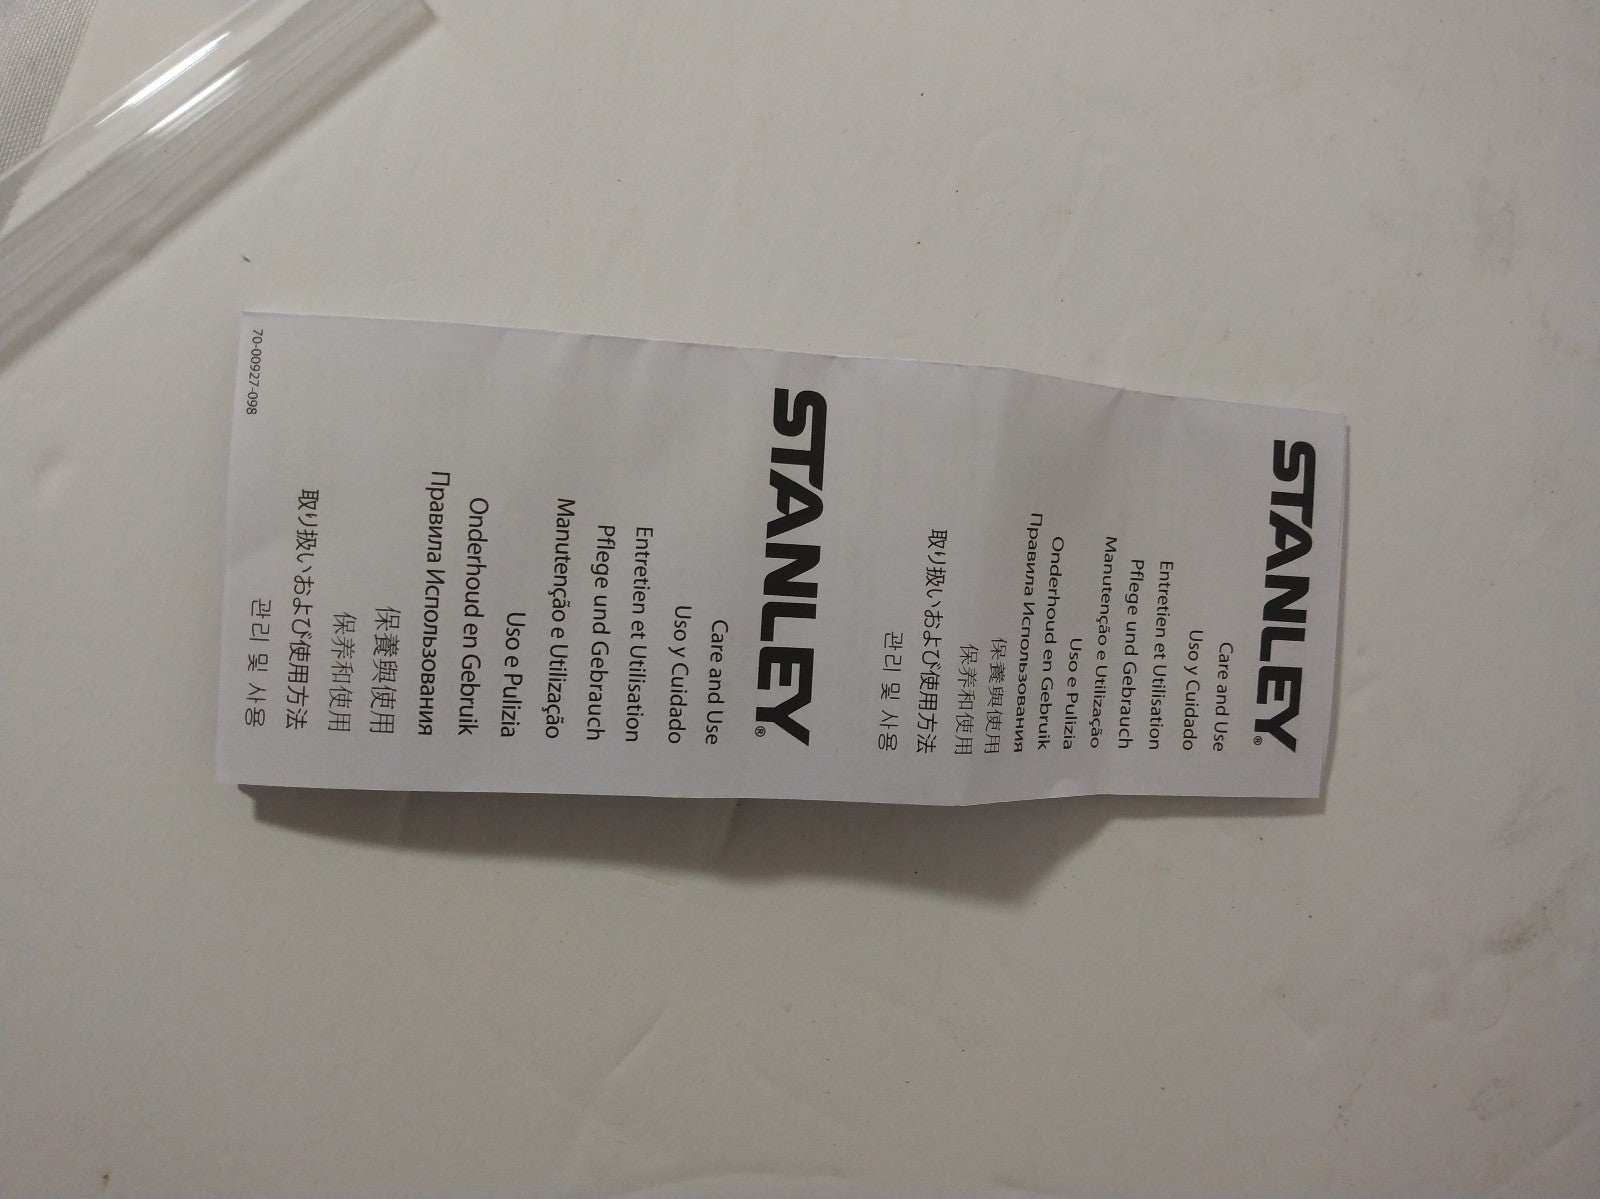 STANLEY®
Care and Use
Uso y Cuidado
Entretien et Utilisation
Pflege und Gebrauch
Manutenção e Utilização
Uso e Pulizia
Onderhoud en Gebruik
Правила Использования
保養與使用
保养和使用
取り扱いおよび使用方法
관리 및 사용
STANLEY®
Care and Use
Uso y Cuidado
Entretien et Utilisation
Pflege und Gebrauch
Manutenção e Utilização
Uso e Pulizia
Onderhoud en Gebruik
Правила Использования
保養與使用
保养和使用
取り扱いおよび使用方法
관리 및 사용
70-00927-098